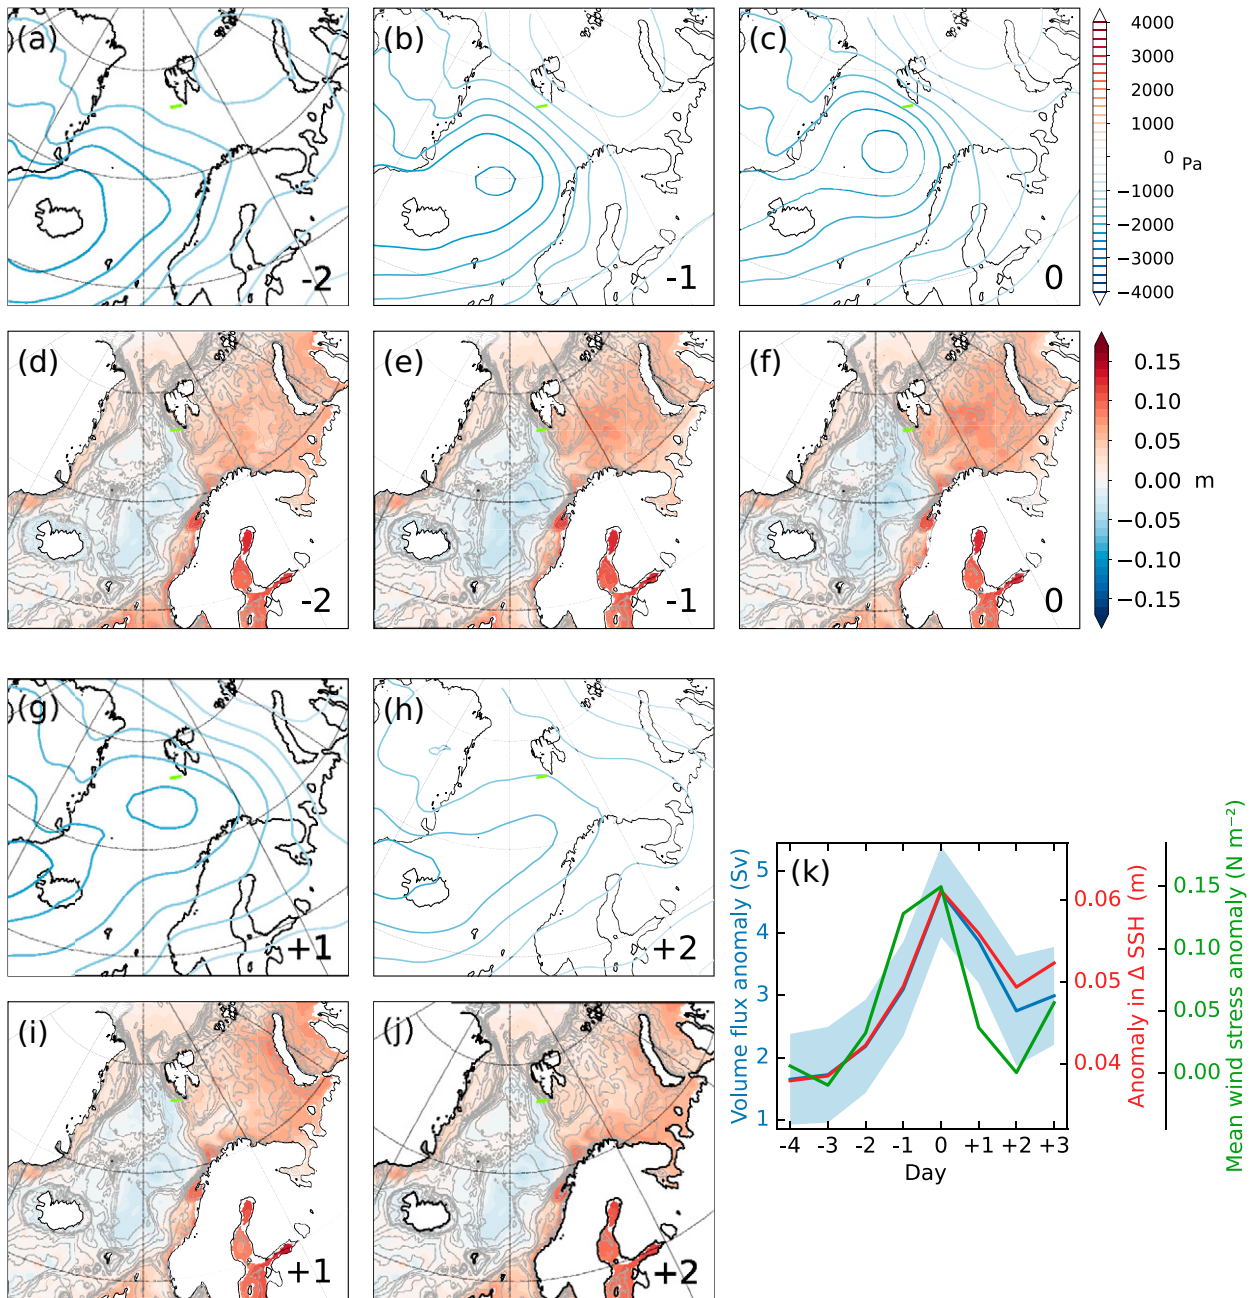 (a)
-2
(b)
-1
(c)
0
4000
3000
2000
1000
0
Pa
−1000
−2000
−3000
−4000
(d)
-2
(e)
-1
(f)
0
0.15
0.10
0.05
0.00 m
−0.05
−0.10
−0.15
(g)
+1
(h)
+2
(i)
+1
(j)
+2
(k)
Volume flux anomaly (Sv)
5
4
3
2
1
-4 -3 -2 -1 0 +1 +2 +3
Day
0.06
0.05
0.04
Anomaly in Δ SSH (m)
0.15
0.10
0.05
0.00
Mean wind stress anomaly (N m⁻²)